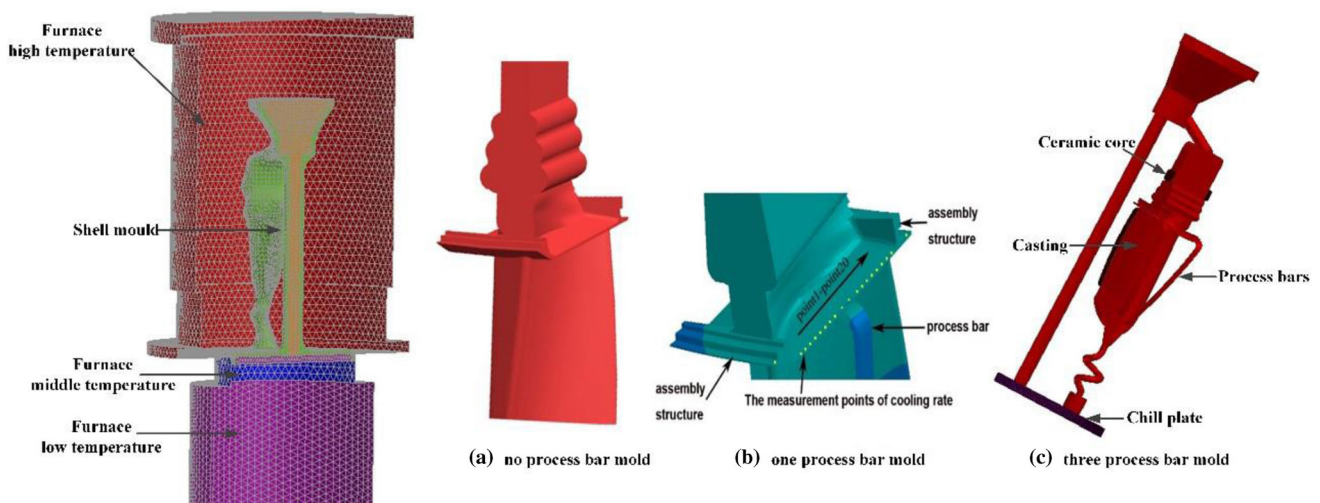 Furnace
high temperature
Shell mould
Furnace
middle temperature
Furnace
low temperature
(a) no process bar mold
assembly
structure
point1-point20
process bar
assembly
structure
The measurement points of cooling rate
(b) one process bar mold
Ceramic core
Casting
Process bars
Chill plate
(c) three process bar mold